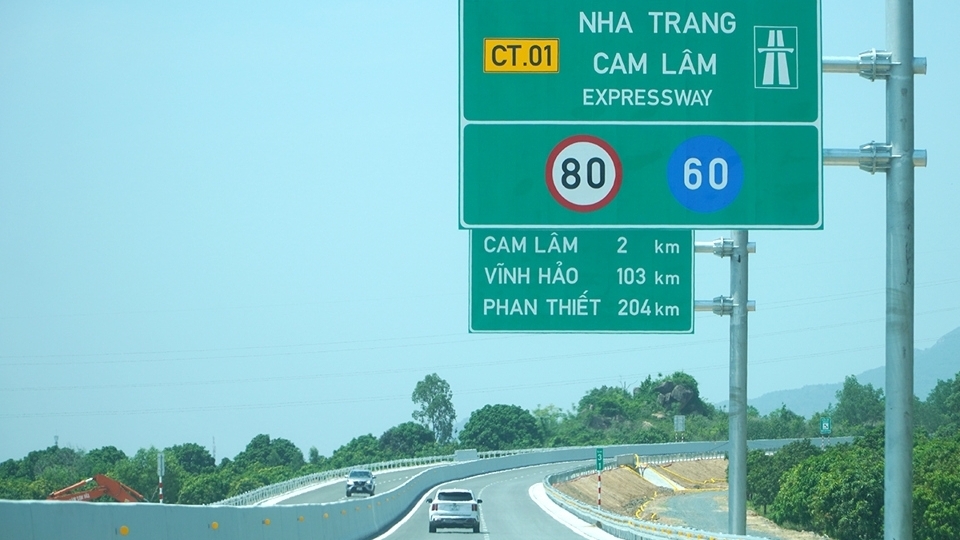 NHA TRANG
CT.01
CAM LÂM
EXPRESSWAY
80 60
CAM LÂM 2 km
VĨNH HẢO 103 km
PHAN THIẾT 204 km